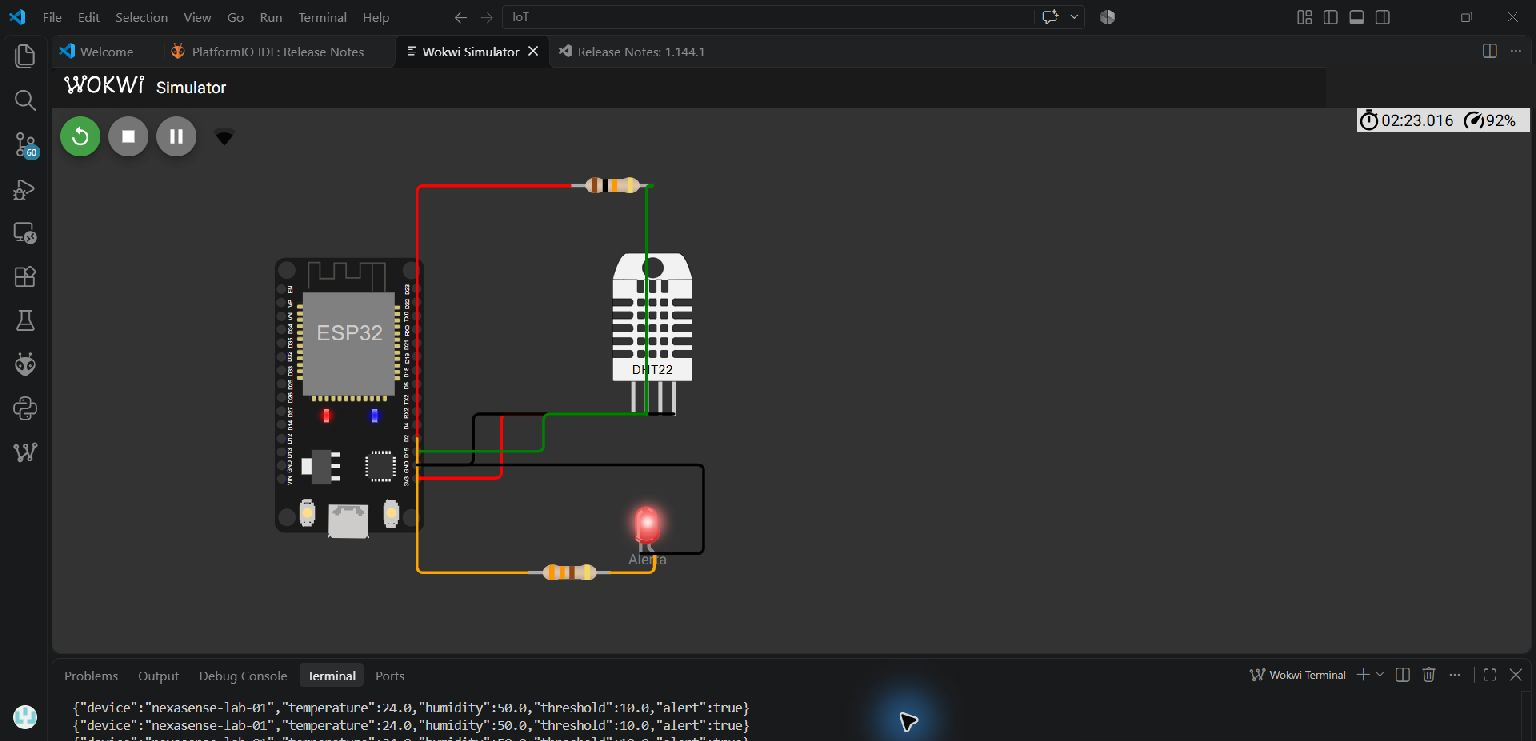 File Edit Selection View Go Run Terminal Help
IoT
Welcome
PlatformIO IDE: Release Notes
Wokwi Simulator
Release Notes: 1.144.1
WOKWi Simulator
02:23.016 92%
GO
ESP32
DHT22
Alerta
Problems Output Debug Console Terminal Ports
Wokwi Terminal
{"device":"nexasense-lab-01","temperature":24.0,"humidity":50.0,"threshold":10.0,"alert":true}
{"device":"nexasense-lab-01","temperature":24.0,"humidity":50.0,"threshold":10.0,"alert":true}